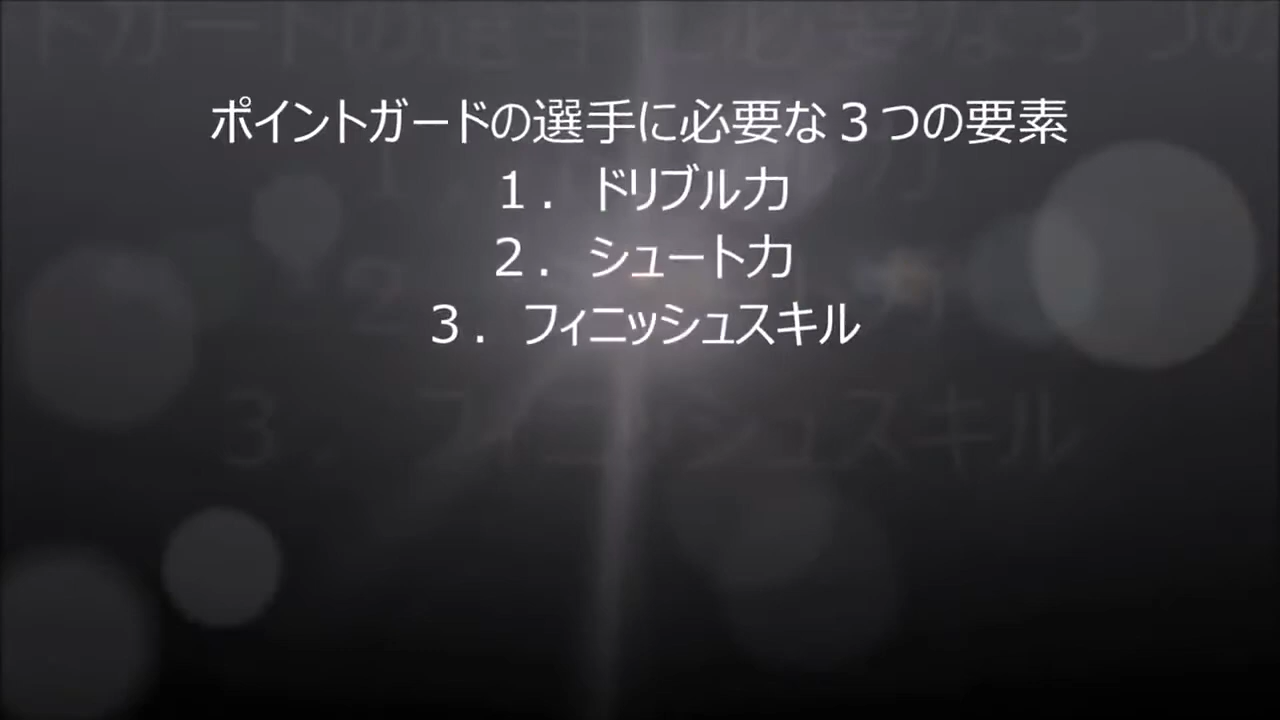 ポイントガードの選手に必要な３つの要素
１．ドリブル力
２．シュート力
３．フィニッシュスキル